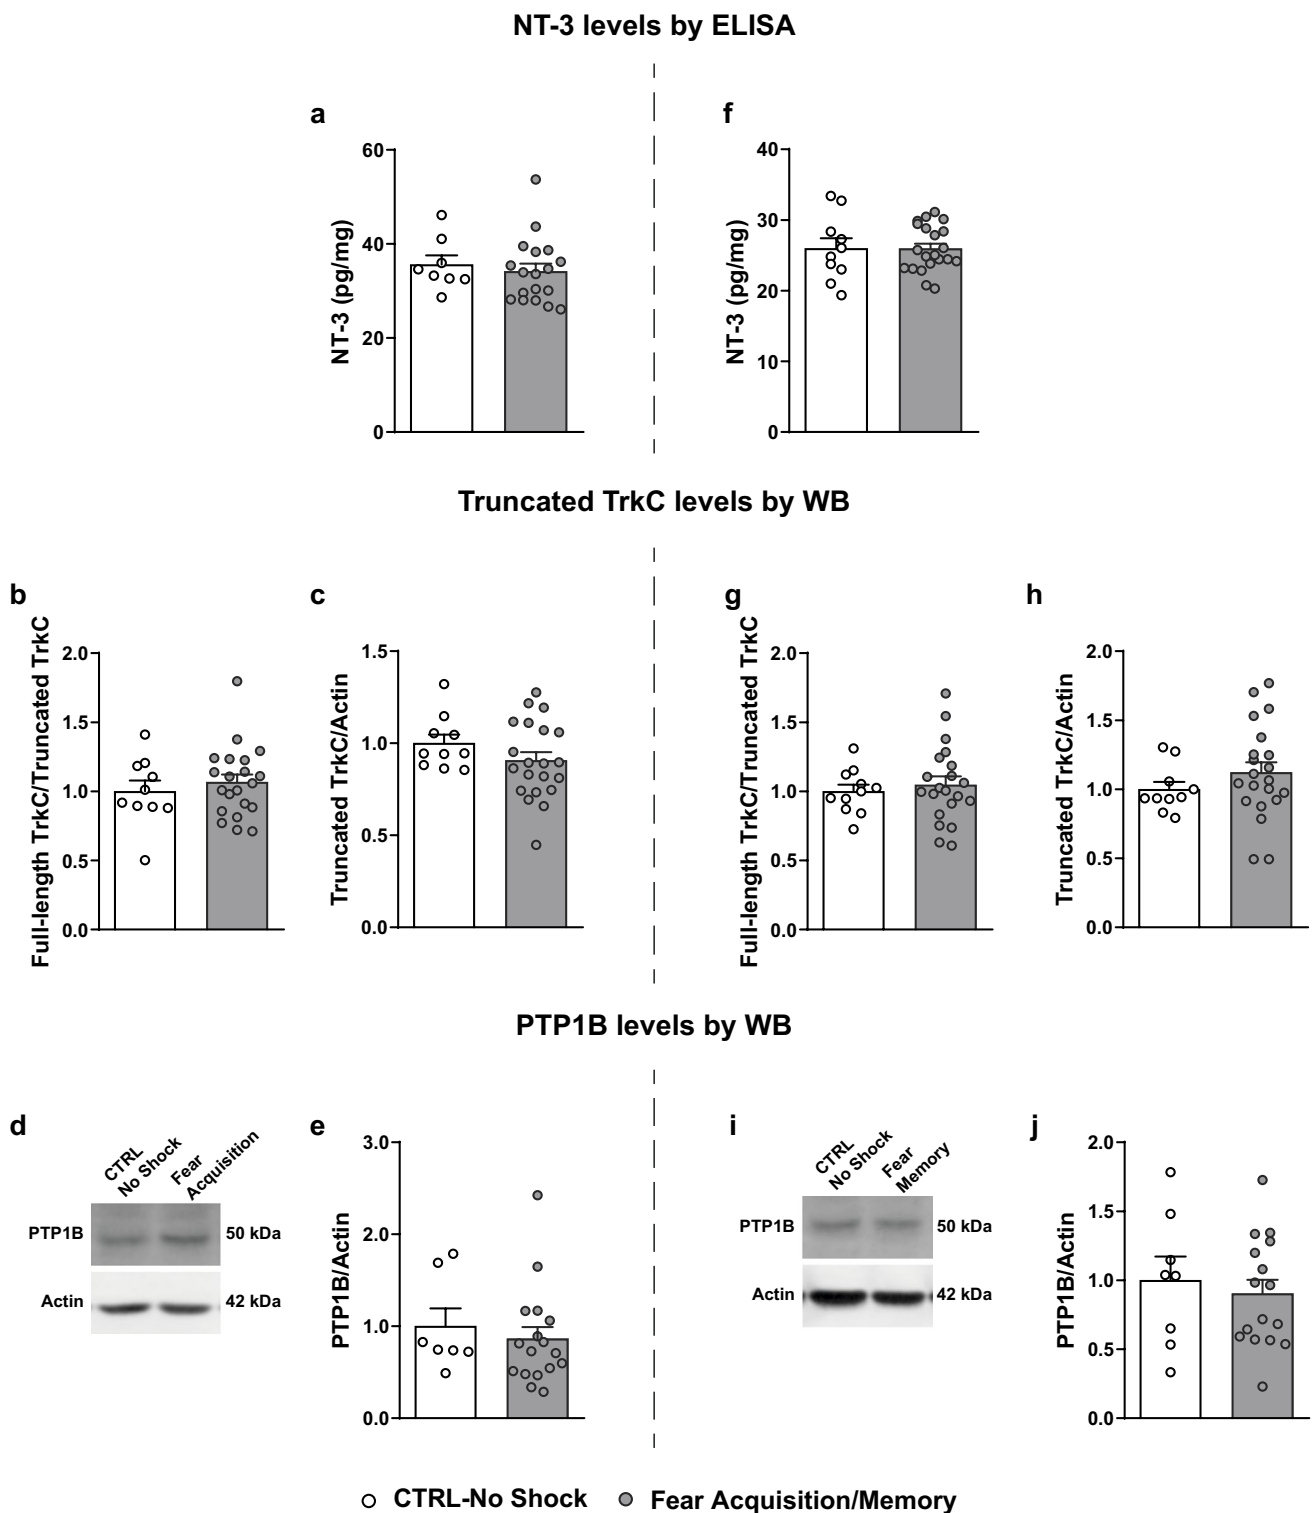 NT-3 levels by ELISA
a
NT-3 (pg/mg)
60
40
20
0
f
NT-3 (pg/mg)
40
30
20
10
0
Truncated TrkC levels by WB
b
Full-length TrkC/Truncated TrkC
2.0
1.5
1.0
0.5
0.0
c
Truncated TrkC/Actin
1.5
1.0
0.5
0.0
g
Full-length TrkC/Truncated TrkC
2.0
1.5
1.0
0.5
0.0
h
Truncated TrkC/Actin
2.0
1.5
1.0
0.5
0.0
PTP1B levels by WB
d
CTRL
No Shock
Fear
Acquisition
PTP1B
50 kDa
Actin
42 kDa
e
PTP1B/Actin
3.0
2.0
1.0
0.0
i
CTRL
No Shock
Fear
Memory
PTP1B
50 kDa
Actin
42 kDa
j
PTP1B/Actin
2.0
1.5
1.0
0.5
0.0
CTRL-No Shock
Fear Acquisition/Memory